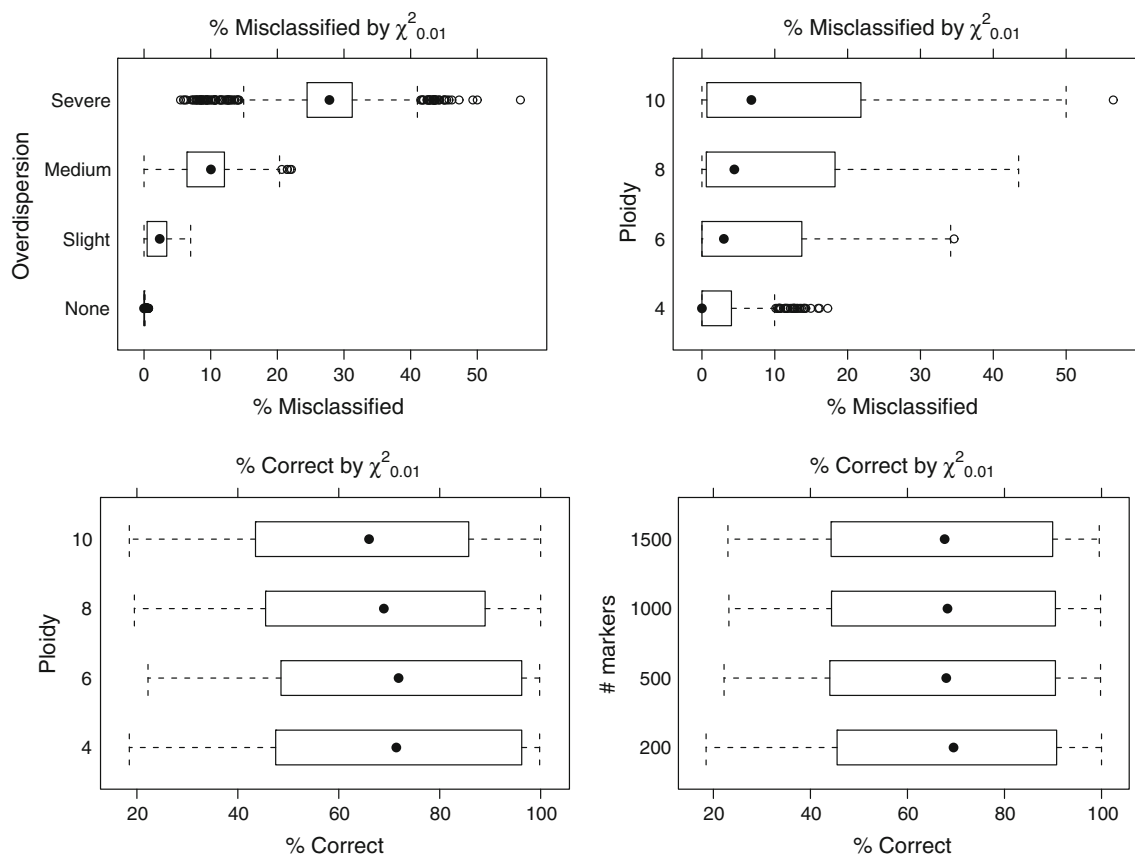 % Misclassified by χ²₀.₀₁
Severe
Medium
Slight
None
Overdispersion
0 10 20 30 40 50
% Misclassified
% Misclassified by χ²₀.₀₁
10
8
6
4
Ploidy
0 10 20 30 40 50
% Misclassified
% Correct by χ²₀.₀₁
10
8
6
4
Ploidy
20 40 60 80 100
% Correct
% Correct by χ²₀.₀₁
1500
1000
500
200
# markers
20 40 60 80 100
% Correct